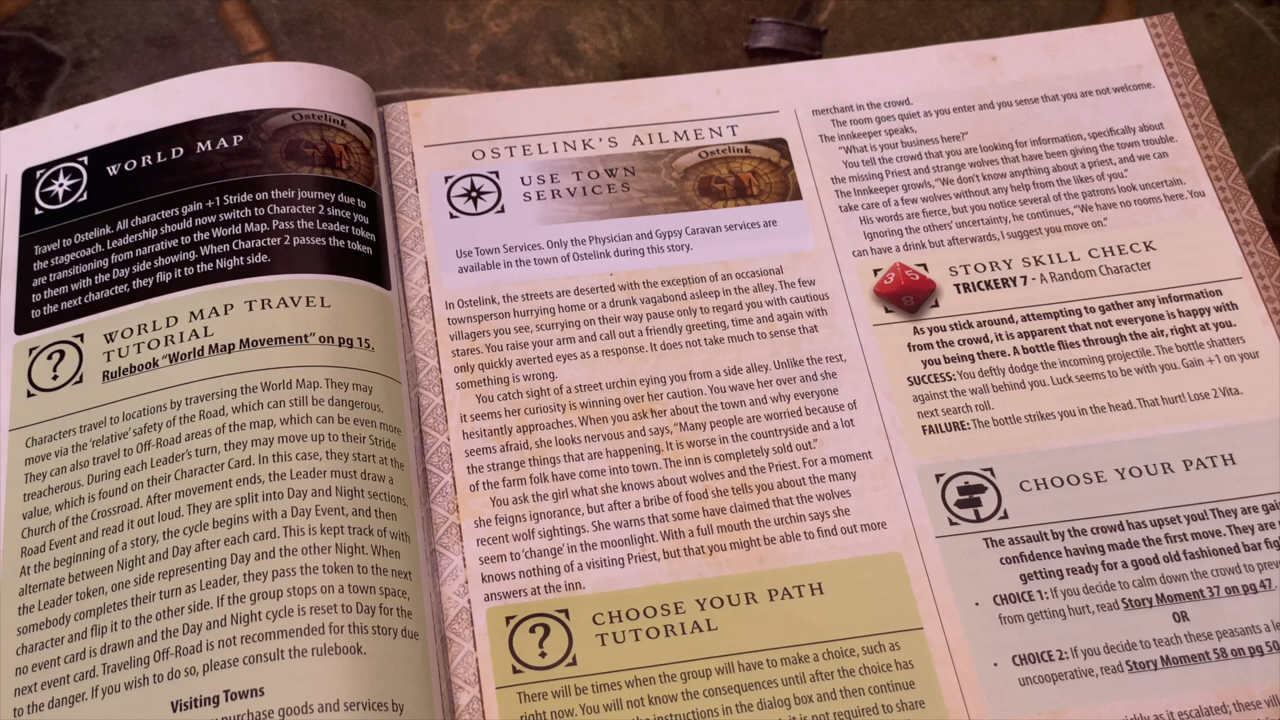 Ostelink
WORLD MAP
Travel to Ostelink. All characters gain +1 Stride on their journey due to
the stagecoach. Leadership should now switch to Character 2 since you
are transitioning from narrative to the World Map. Pass the Leader token
to them with the Day side showing. When Character 2 passes the token
to the next character, they flip it to the Night side.
WORLD MAP TRAVEL
TUTORIAL
Rulebook "World Map Movement" on pg 15.
Characters travel to locations by traversing the World Map. They may
move via the 'relative' safety of the Road, which can still be dangerous.
They can also travel to Off-Road areas of the map, which can be even more
treacherous. During each Leader's turn, they may move up to their Stride
value, which is found on their Character Card. In this case, they start at the
Church of the Crossroad. After movement ends, the Leader must draw a
Road Event and read it out loud. They are split into Day and Night sections.
At the beginning of a story, the cycle begins with a Day Event, and then
alternate between Night and Day after each card. This is kept track of with
the Leader token, one side representing Day and the other Night. When
somebody completes their turn as Leader, they pass the token to the next
character and flip it to the other side. If the group stops on a town space,
no event card is drawn and the Day and Night cycle is reset to Day for the
next event card. Traveling Off-Road is not recommended for this story due
to the danger. If you wish to do so, please consult the rulebook.
Visiting Towns
purchase goods and services by
OSTELINK'S AILMENT
Ostelink
USE TOWN
SERVICES
Use Town Services. Only the Physician and Gypsy Caravan services are
available in the town of Ostelink during this story.
In Ostelink, the streets are deserted with the exception of an occasional
townsperson hurrying home or a drunk vagabond asleep in the alley. The few
villagers you see, scurrying on their way pause only to regard you with cautious
stares. You raise your arm and call out a friendly greeting, time and again with
only quickly averted eyes as a response. It does not take much to sense that
something is wrong.
You catch sight of a street urchin eying you from a side alley. Unlike the rest,
it seems her curiosity is winning over her caution. You wave her over and she
hesitantly approaches. When you ask her about the town and why everyone
seems afraid, she looks nervous and says, "Many people are worried because of
the strange things that are happening. It is worse in the countryside and a lot
of the farm folk have come into town. The inn is completely sold out."
You ask the girl what she knows about wolves and the Priest. For a moment
she feigns ignorance, but after a bribe of food she tells you about the many
recent wolf sightings. She warns that some have claimed that the wolves
seem to 'change' in the moonlight. With a full mouth the urchin says she
knows nothing of a visiting Priest, but that you might be able to find out more
answers at the inn.
CHOOSE YOUR PATH
TUTORIAL
There will be times when the group will have to make a choice, such as
right now. You will not know the consequences until after the choice has
the instructions in the dialog box and then continue
it is not required to share
merchant in the crowd.
The room goes quiet as you enter and you sense that you are not welcome.
The innkeeper speaks,
"What is your business here?"
You tell the crowd that you are looking for information, specifically about
the missing Priest and strange wolves that have been giving the town trouble.
The Innkeeper growls, "We don't know anything about a priest, and we can
take care of a few wolves without any help from the likes of you."
His words are fierce, but you notice several of the patrons look uncertain.
Ignoring the others' uncertainty, he continues, "We have no rooms here. You
can have a drink but afterwards, I suggest you move on."
3 5
8
STORY SKILL CHECK
TRICKERY 7 - A Random Character
As you stick around, attempting to gather any information
from the crowd, it is apparent that not everyone is happy with
you being there. A bottle flies through the air, right at you.
SUCCESS: You deftly dodge the incoming projectile. The bottle shatters
against the wall behind you. Luck seems to be with you. Gain +1 on your
next search roll.
FAILURE: The bottle strikes you in the head. That hurt! Lose 2 Vita.
CHOOSE YOUR PATH
The assault by the crowd has upset you! They are
confidence having made the first move. They are
getting ready for a good old fashioned bar
• CHOICE 1: If you decide to calm down the crowd to
from getting hurt, read Story Moment 37 on pg 47
OR
• CHOICE 2: If you decide to teach these peasants a
uncooperative, read Story Moment 58 on pg 50
as it escalated; these